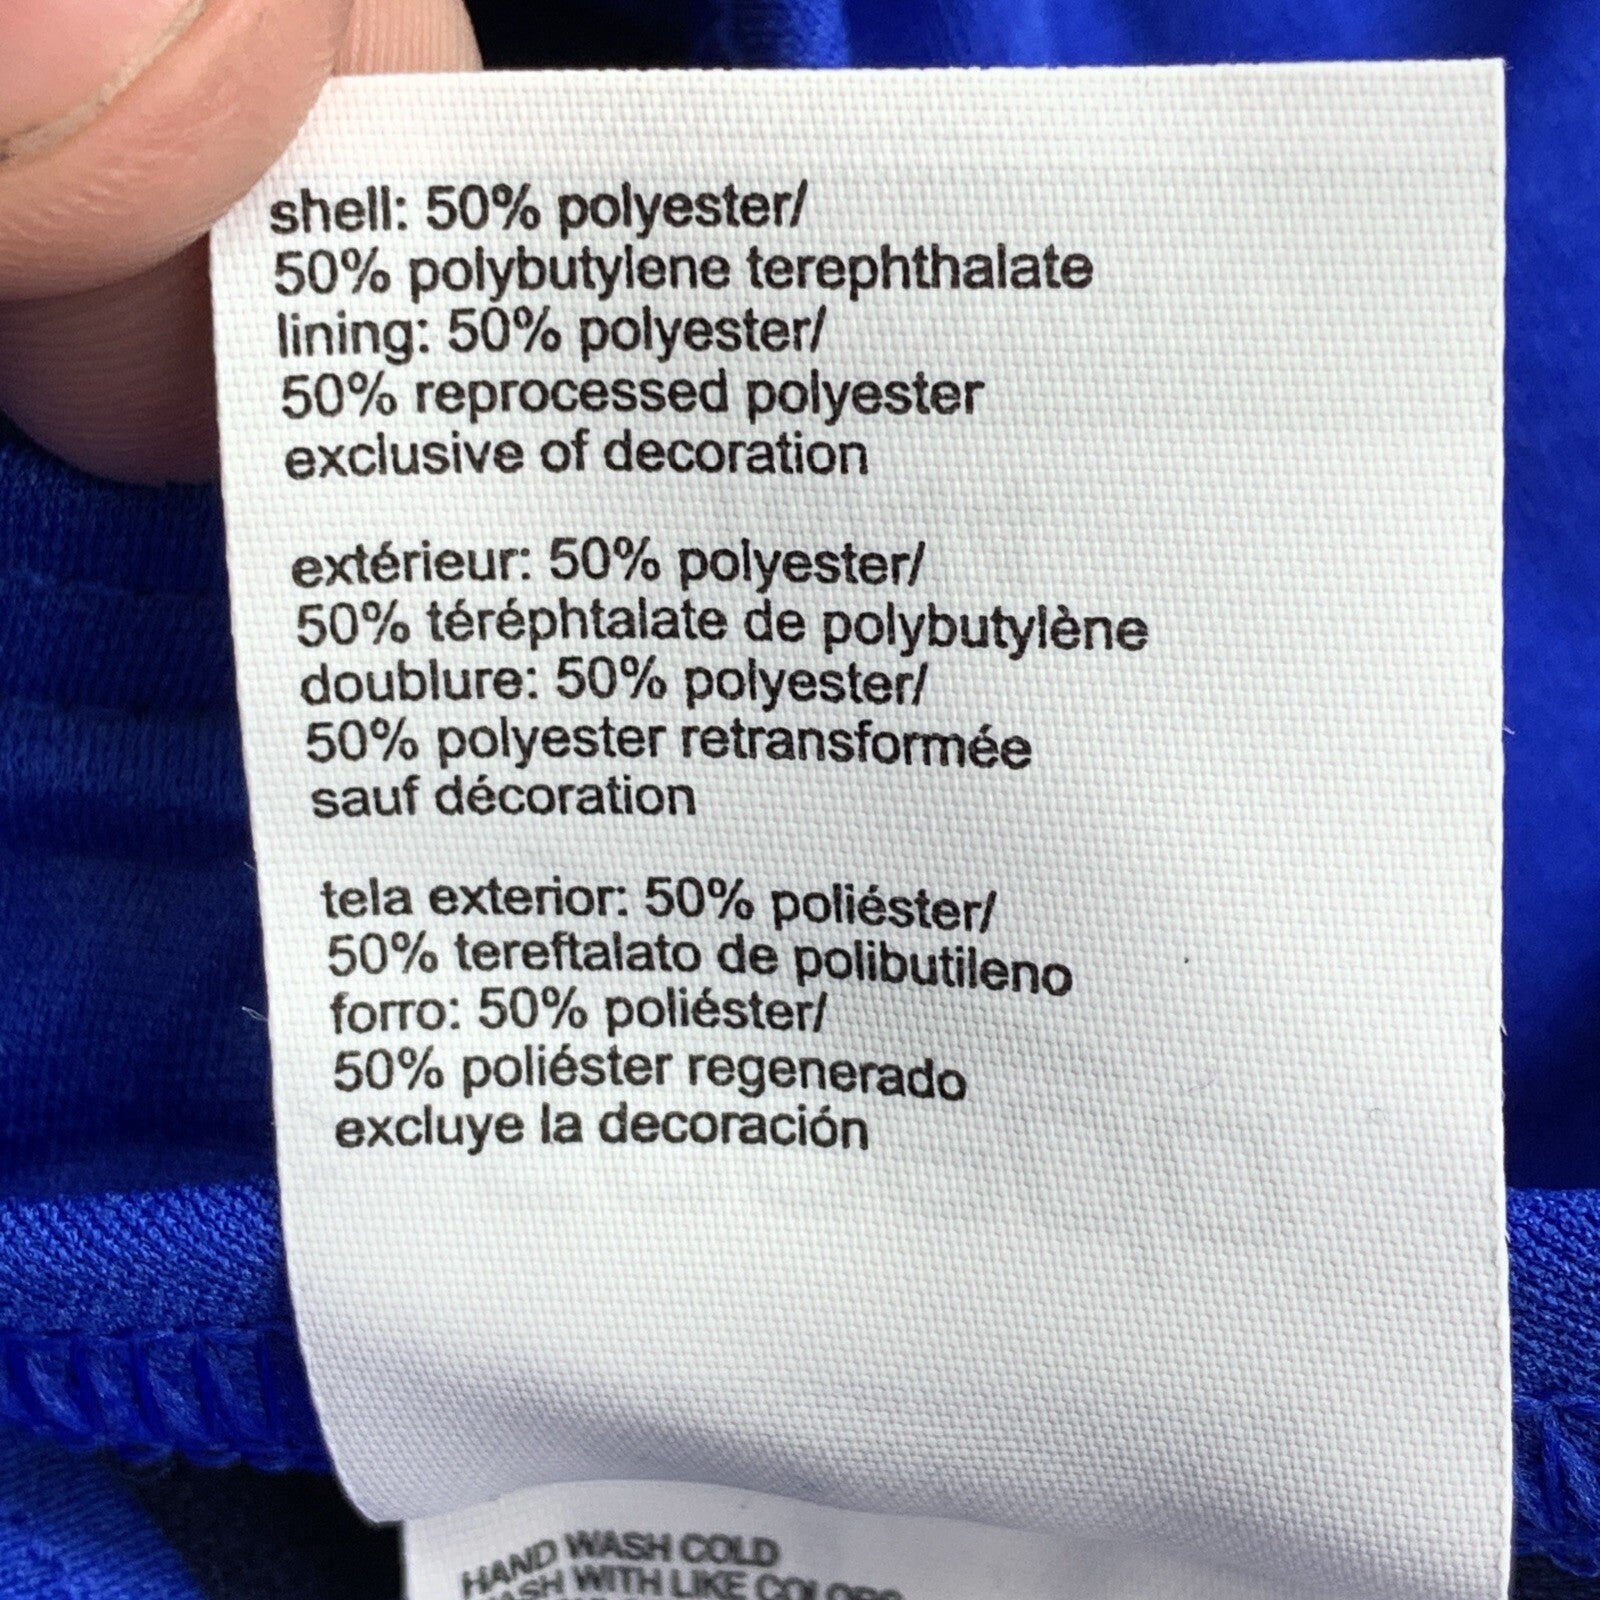 shell: 50% polyester/
50% polybutylene terephthalate
lining: 50% polyester/
50% reprocessed polyester
exclusive of decoration
extérieur: 50% polyester/
50% téréphtalate de polybutylène
doublure: 50% polyester/
50% polyester retransformée
sauf décoration
tela exterior: 50% poliéster/
50% tereftalato de polibutileno
forro: 50% poliéster/
50% poliéster regenerado
excluye la decoración
HAND WASH COLD
WASH WITH LIKE COLORS